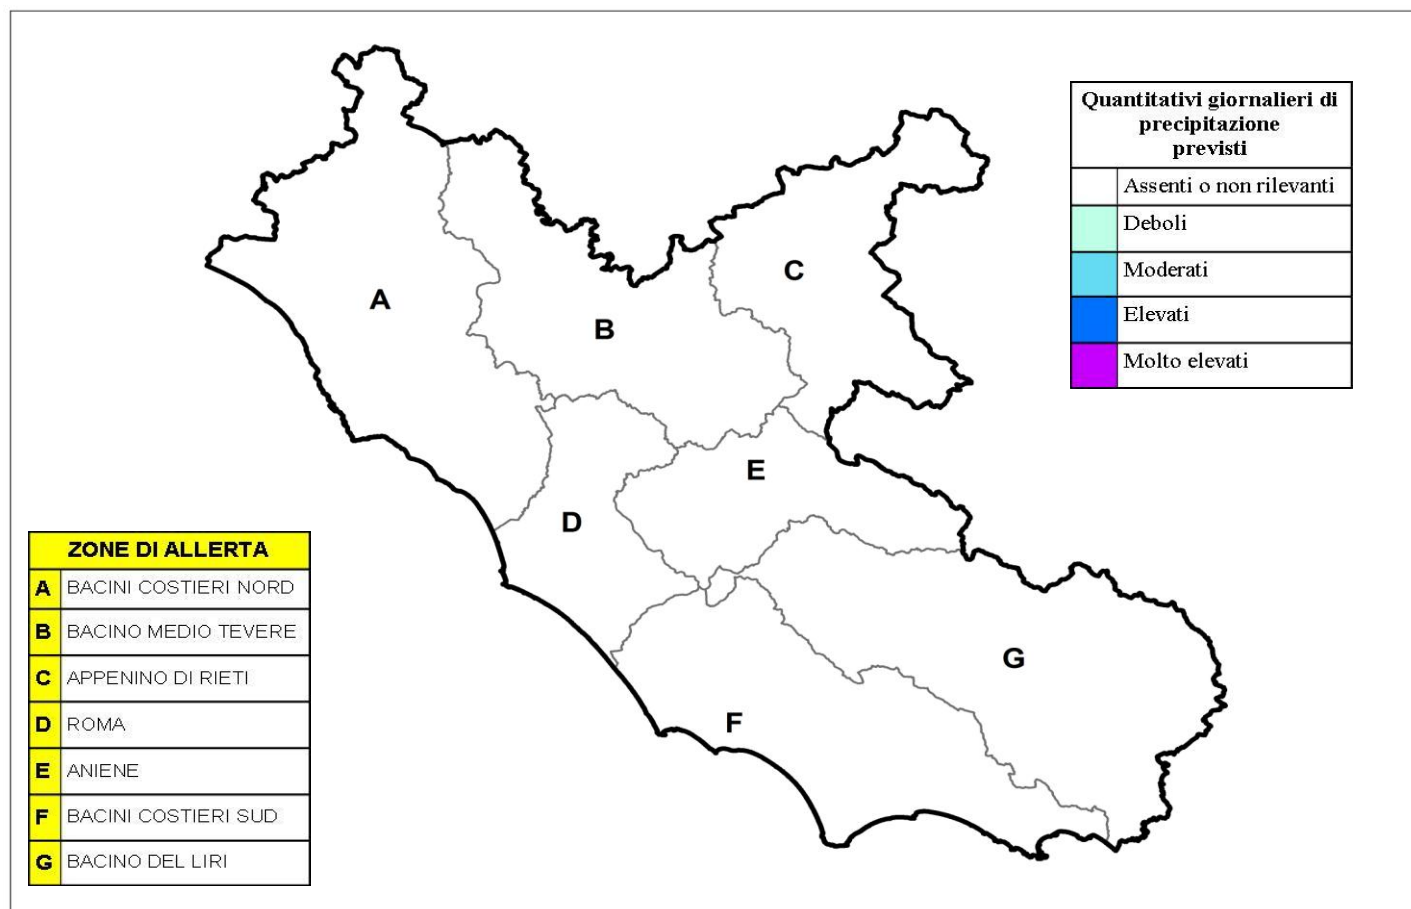 Quantitativi giornalieri di
precipitazione
previsti
Assenti o non rilevanti
Deboli
Moderati
Elevati
Molto elevati
A
B
C
D
E
F
G
ZONE DI ALLERTA
A BACINI COSTIERI NORD
B BACINO MEDIO TEVERE
C APPENINO DI RIETI
D ROMA
E ANIENE
F BACINI COSTIERI SUD
G BACINO DEL LIRI